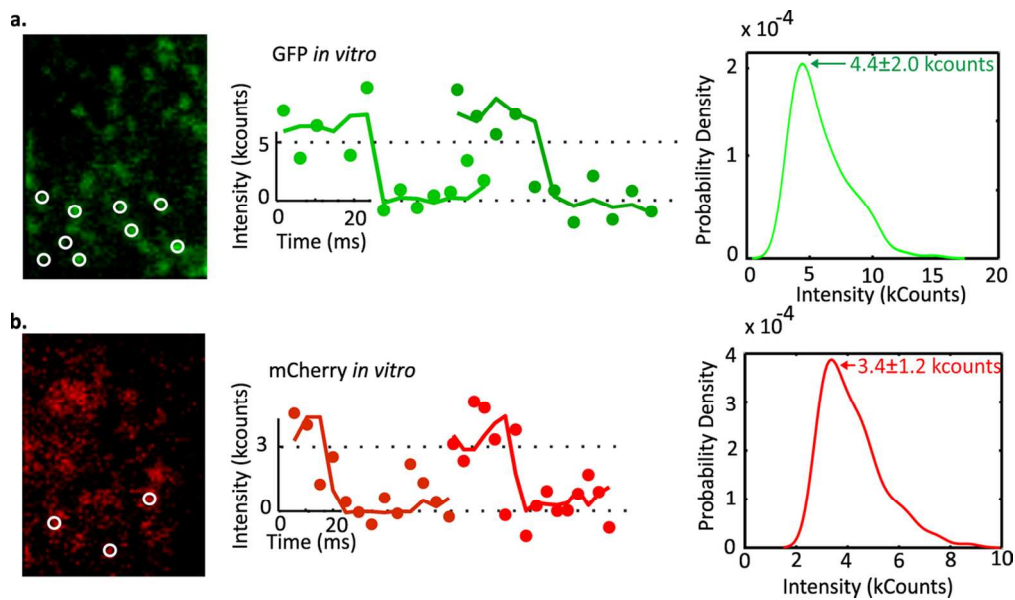 a.
GFP in vitro
Intensity (kcounts)
5
0
0
20
Time (ms)
x 10⁻⁴
Probability Density
2
1
0
4.4±2.0 kcounts
0
5
10
15
20
Intensity (kCounts)
b.
mCherry in vitro
Intensity (kcounts)
3
0
0
10
20
Time (ms)
x 10⁻⁴
Probability Density
4
3
2
1
0
3.4±1.2 kcounts
0
2
4
6
8
10
Intensity (kCounts)